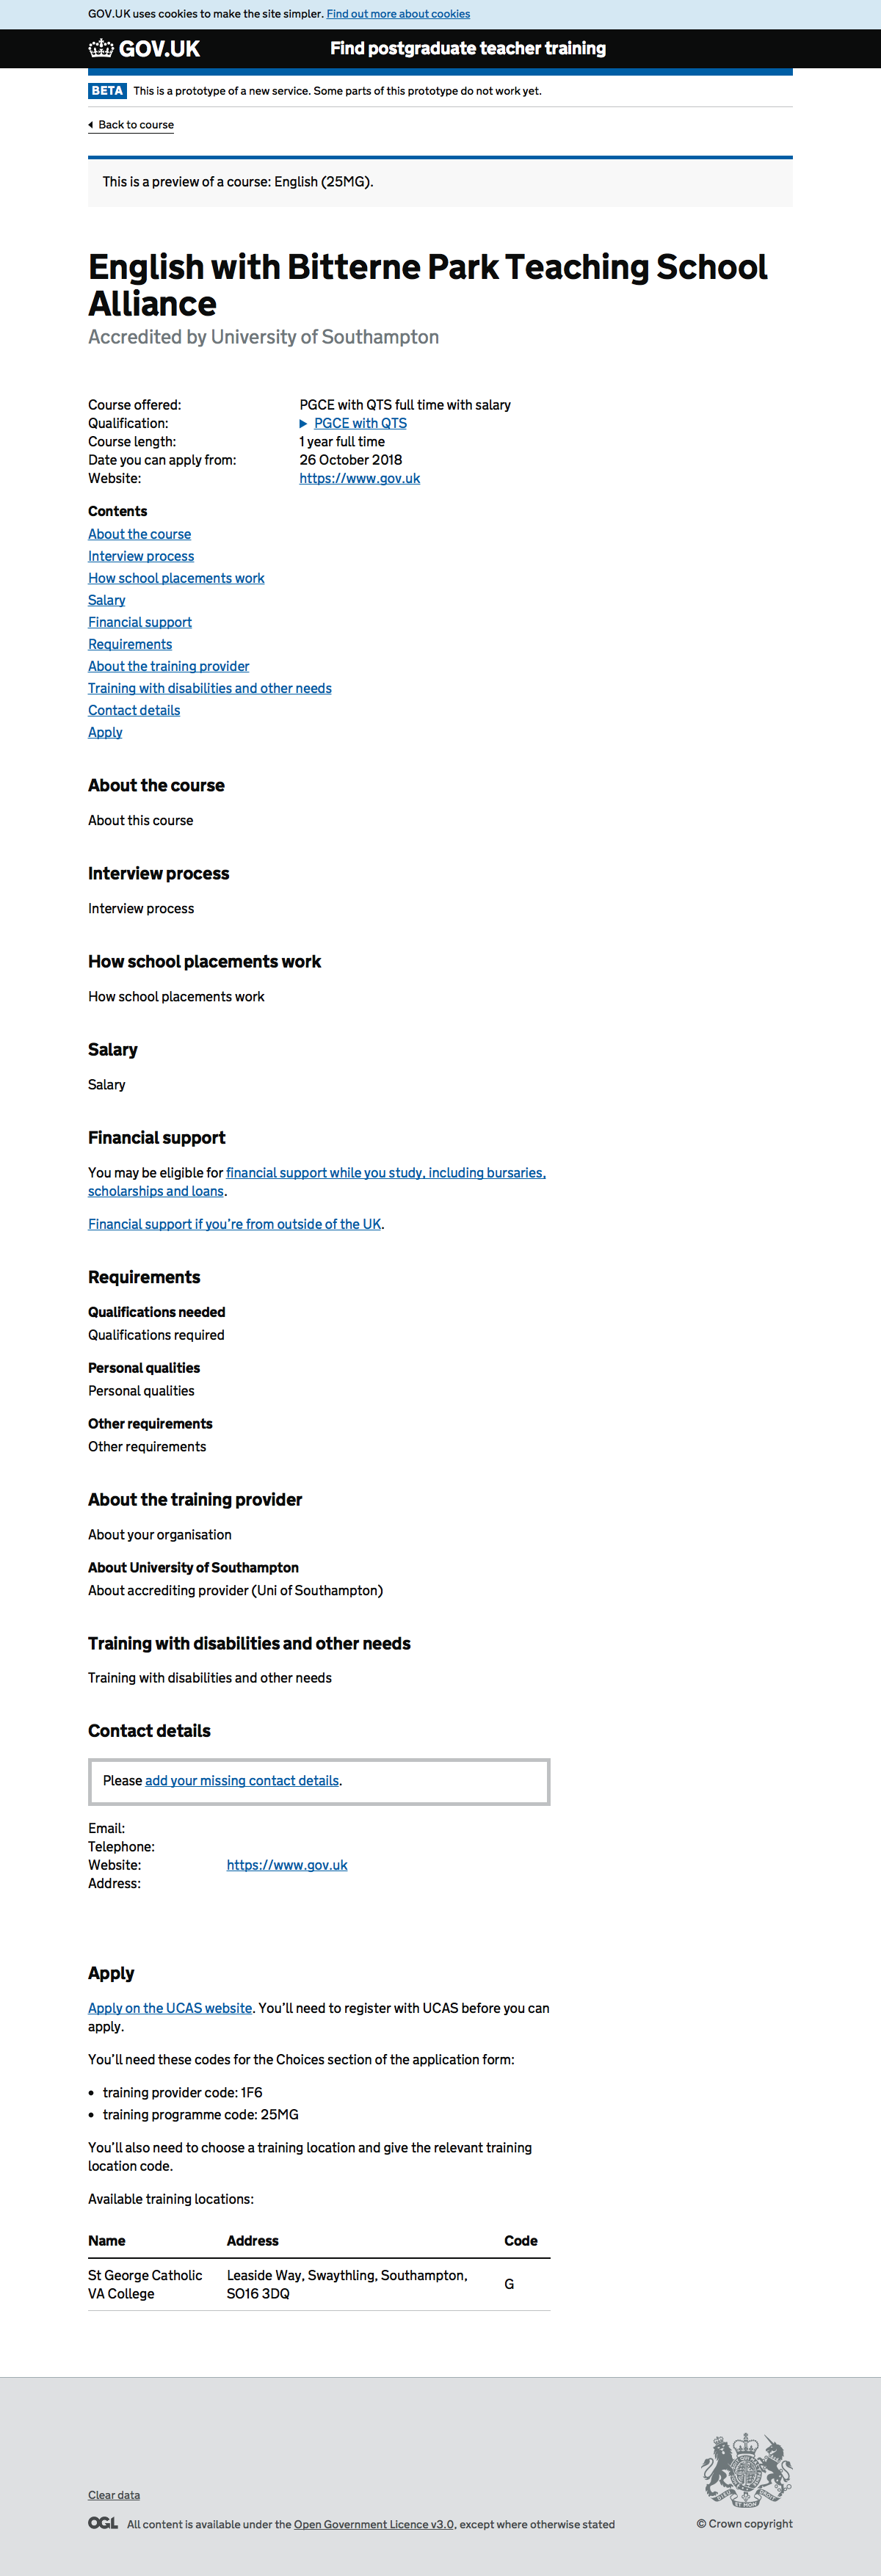 GOV.UK uses cookies to make the site simpler. Find out more about cookies
GOV.UK
Find postgraduate teacher training
BETA This is a prototype of a new service. Some parts of this prototype do not work yet.
Back to course
This is a preview of a course: English (25MG).
English with Bitterne Park Teaching School
Alliance
Accredited by University of Southampton
Course offered: PGCE with QTS full time with salary
Qualification: PGCE with QTS
Course length: 1 year full time
Date you can apply from: 26 October 2018
Website: https://www.gov.uk
Contents
About the course
Interview process
How school placements work
Salary
Financial support
Requirements
About the training provider
Training with disabilities and other needs
Contact details
Apply
About the course
About this course
Interview process
Interview process
How school placements work
How school placements work
Salary
Salary
Financial support
You may be eligible for financial support while you study, including bursaries,
scholarships and loans.
Financial support if you’re from outside of the UK.
Requirements
Qualifications needed
Qualifications required
Personal qualities
Personal qualities
Other requirements
Other requirements
About the training provider
About your organisation
About University of Southampton
About accrediting provider (Uni of Southampton)
Training with disabilities and other needs
Training with disabilities and other needs
Contact details
Please add your missing contact details.
Email:
Telephone:
Website: https://www.gov.uk
Address:
Apply
Apply on the UCAS website. You’ll need to register with UCAS before you can
apply.
You’ll need these codes for the Choices section of the application form:
• training provider code: 1F6
• training programme code: 25MG
You’ll also need to choose a training location and give the relevant training
location code.
Available training locations:
Name Address Code
St George Catholic Leaside Way, Swaythling, Southampton, G
VA College SO16 3DQ
Clear data
OGL All content is available under the Open Government Licence v3.0, except where otherwise stated
© Crown copyright